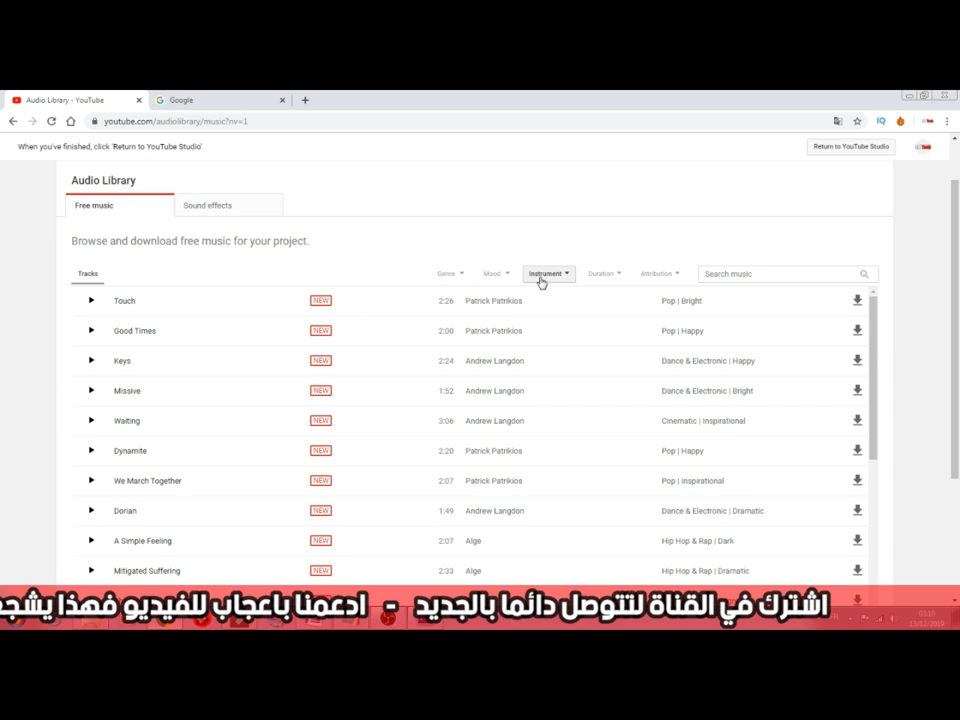 Audio Library - YouTube
Google
youtube.com/audiolibrary/music?nv=1
IQ
When you've finished, click 'Return to YouTube Studio'
Return to YouTube Studio
Audio Library
Free music
Sound effects
Browse and download free music for your project.
Tracks
Genre
Mood
Instrument
Duration
Attribution
Search music
Touch NEW 2:26 Patrick Patrikios Pop | Bright
Good Times NEW 2:00 Patrick Patrikios Pop | Happy
Keys NEW 2:24 Andrew Langdon Dance & Electronic | Happy
Missive NEW 1:52 Andrew Langdon Dance & Electronic | Bright
Waiting NEW 3:06 Andrew Langdon Cinematic | Inspirational
Dynamite NEW 2:20 Patrick Patrikios Pop | Happy
We March Together NEW 2:07 Patrick Patrikios Pop | Inspirational
Dorian NEW 1:49 Andrew Langdon Dance & Electronic | Dramatic
A Simple Feeling NEW 2:07 Alge Hip Hop & Rap | Dark
Mitigated Suffering NEW 2:33 Alge Hip Hop & Rap | Dramatic
اشترك في القناة لتتوصل دائما بالجديد - ادعمنا باعجاب للفيديو فهذا يشجع
03:10
15/12/2019